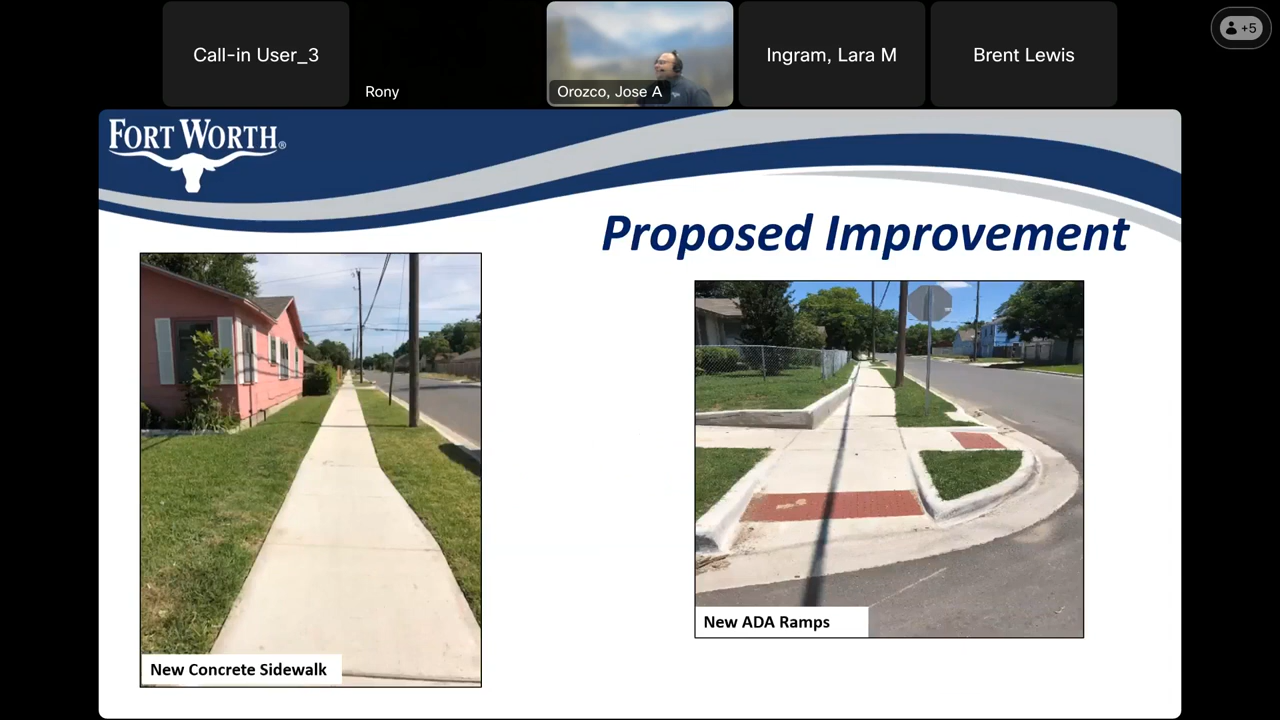 Call-in User_3
Rony
Orozco, Jose A
Ingram, Lara M
Brent Lewis
+5
FORT WORTH®
Proposed Improvement
New Concrete Sidewalk
New ADA Ramps